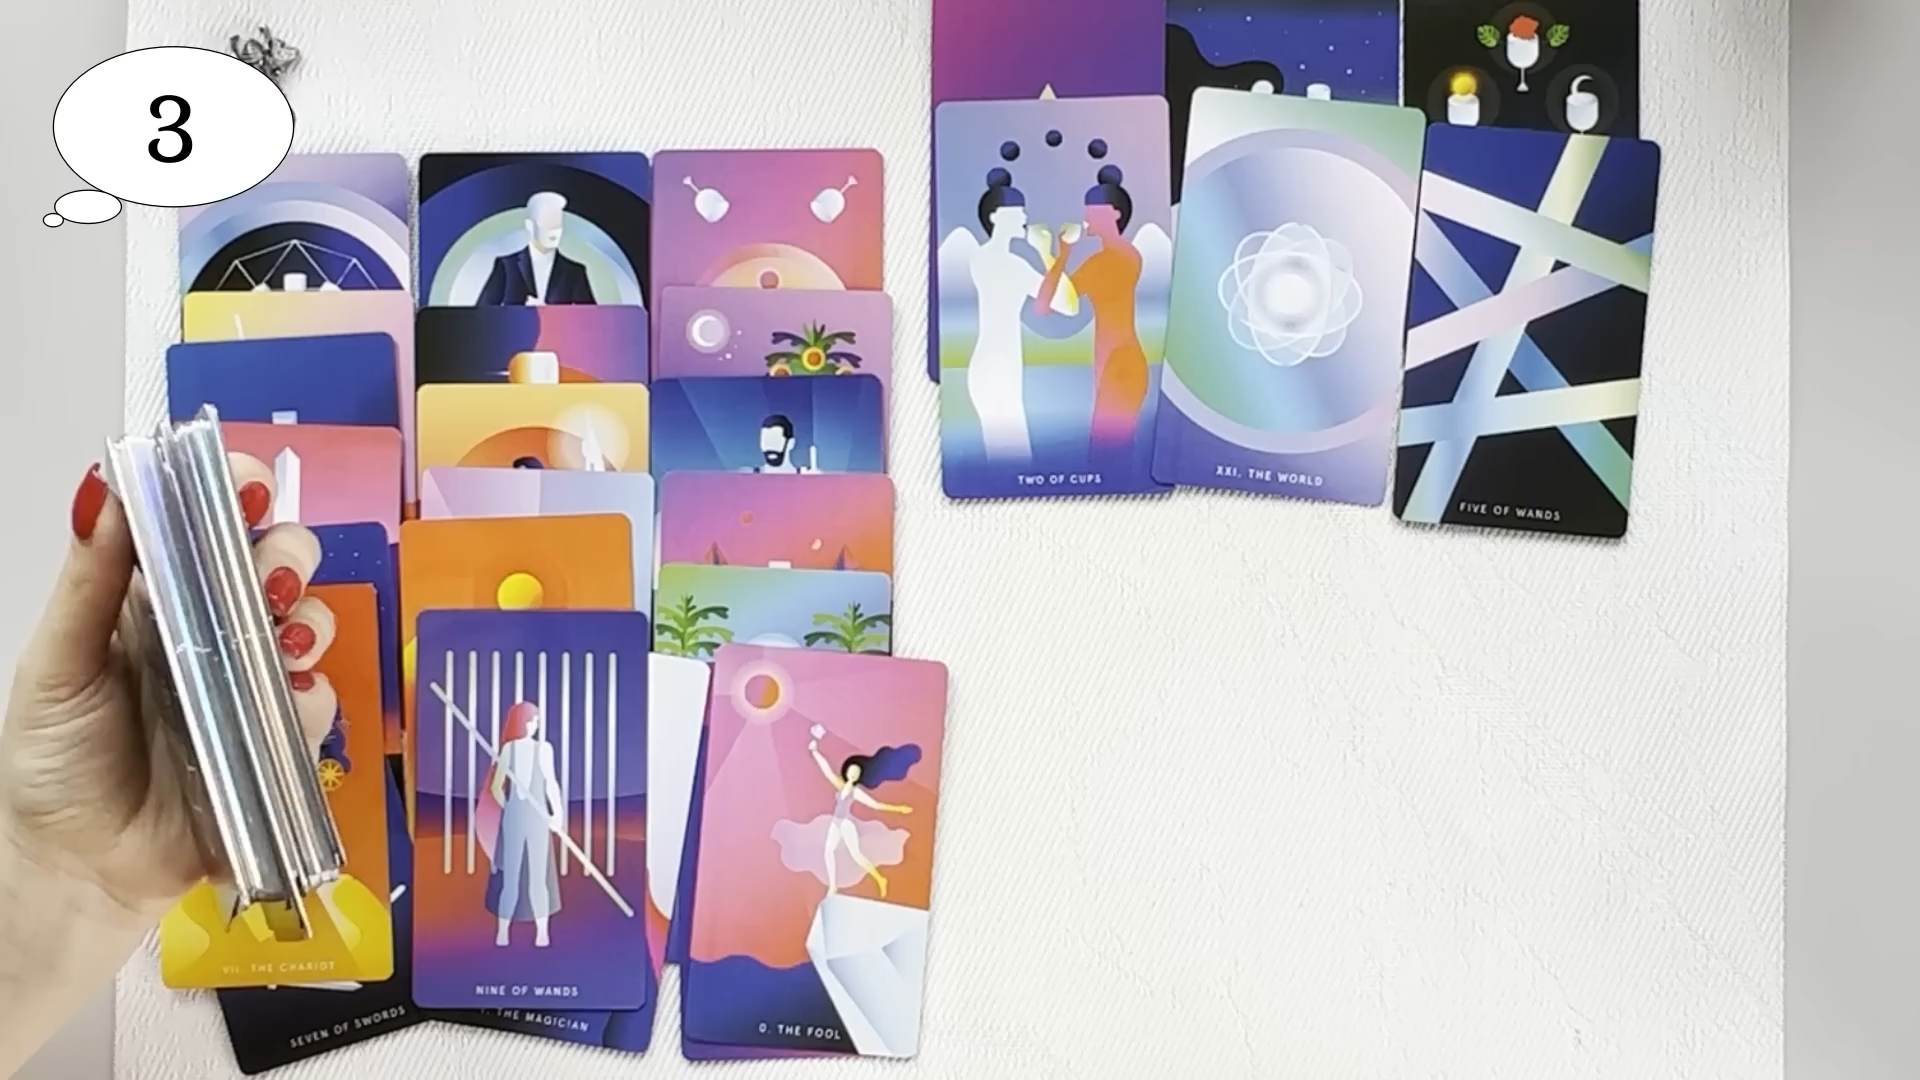 3
TWO OF CUPS
XXI. THE WORLD
FIVE OF WANDS
VII. THE CHARIOT
NINE OF WANDS
SEVEN OF SWORDS
THE MAGICIAN
0. THE FOOL